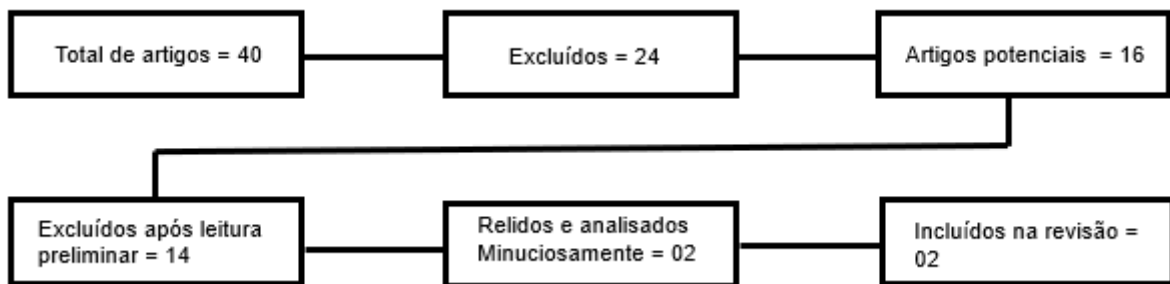 Total de artigos = 40
Excluídos = 24
Artigos potenciais = 16
Excluídos após leitura
preliminar = 14
Relidos e analisados
Minuciosamente = 02
Incluídos na revisão =
02